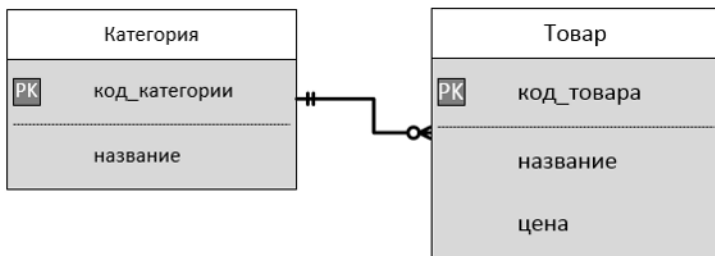 Категория
PK код_категории
название
Товар
PK код_товара
название
цена